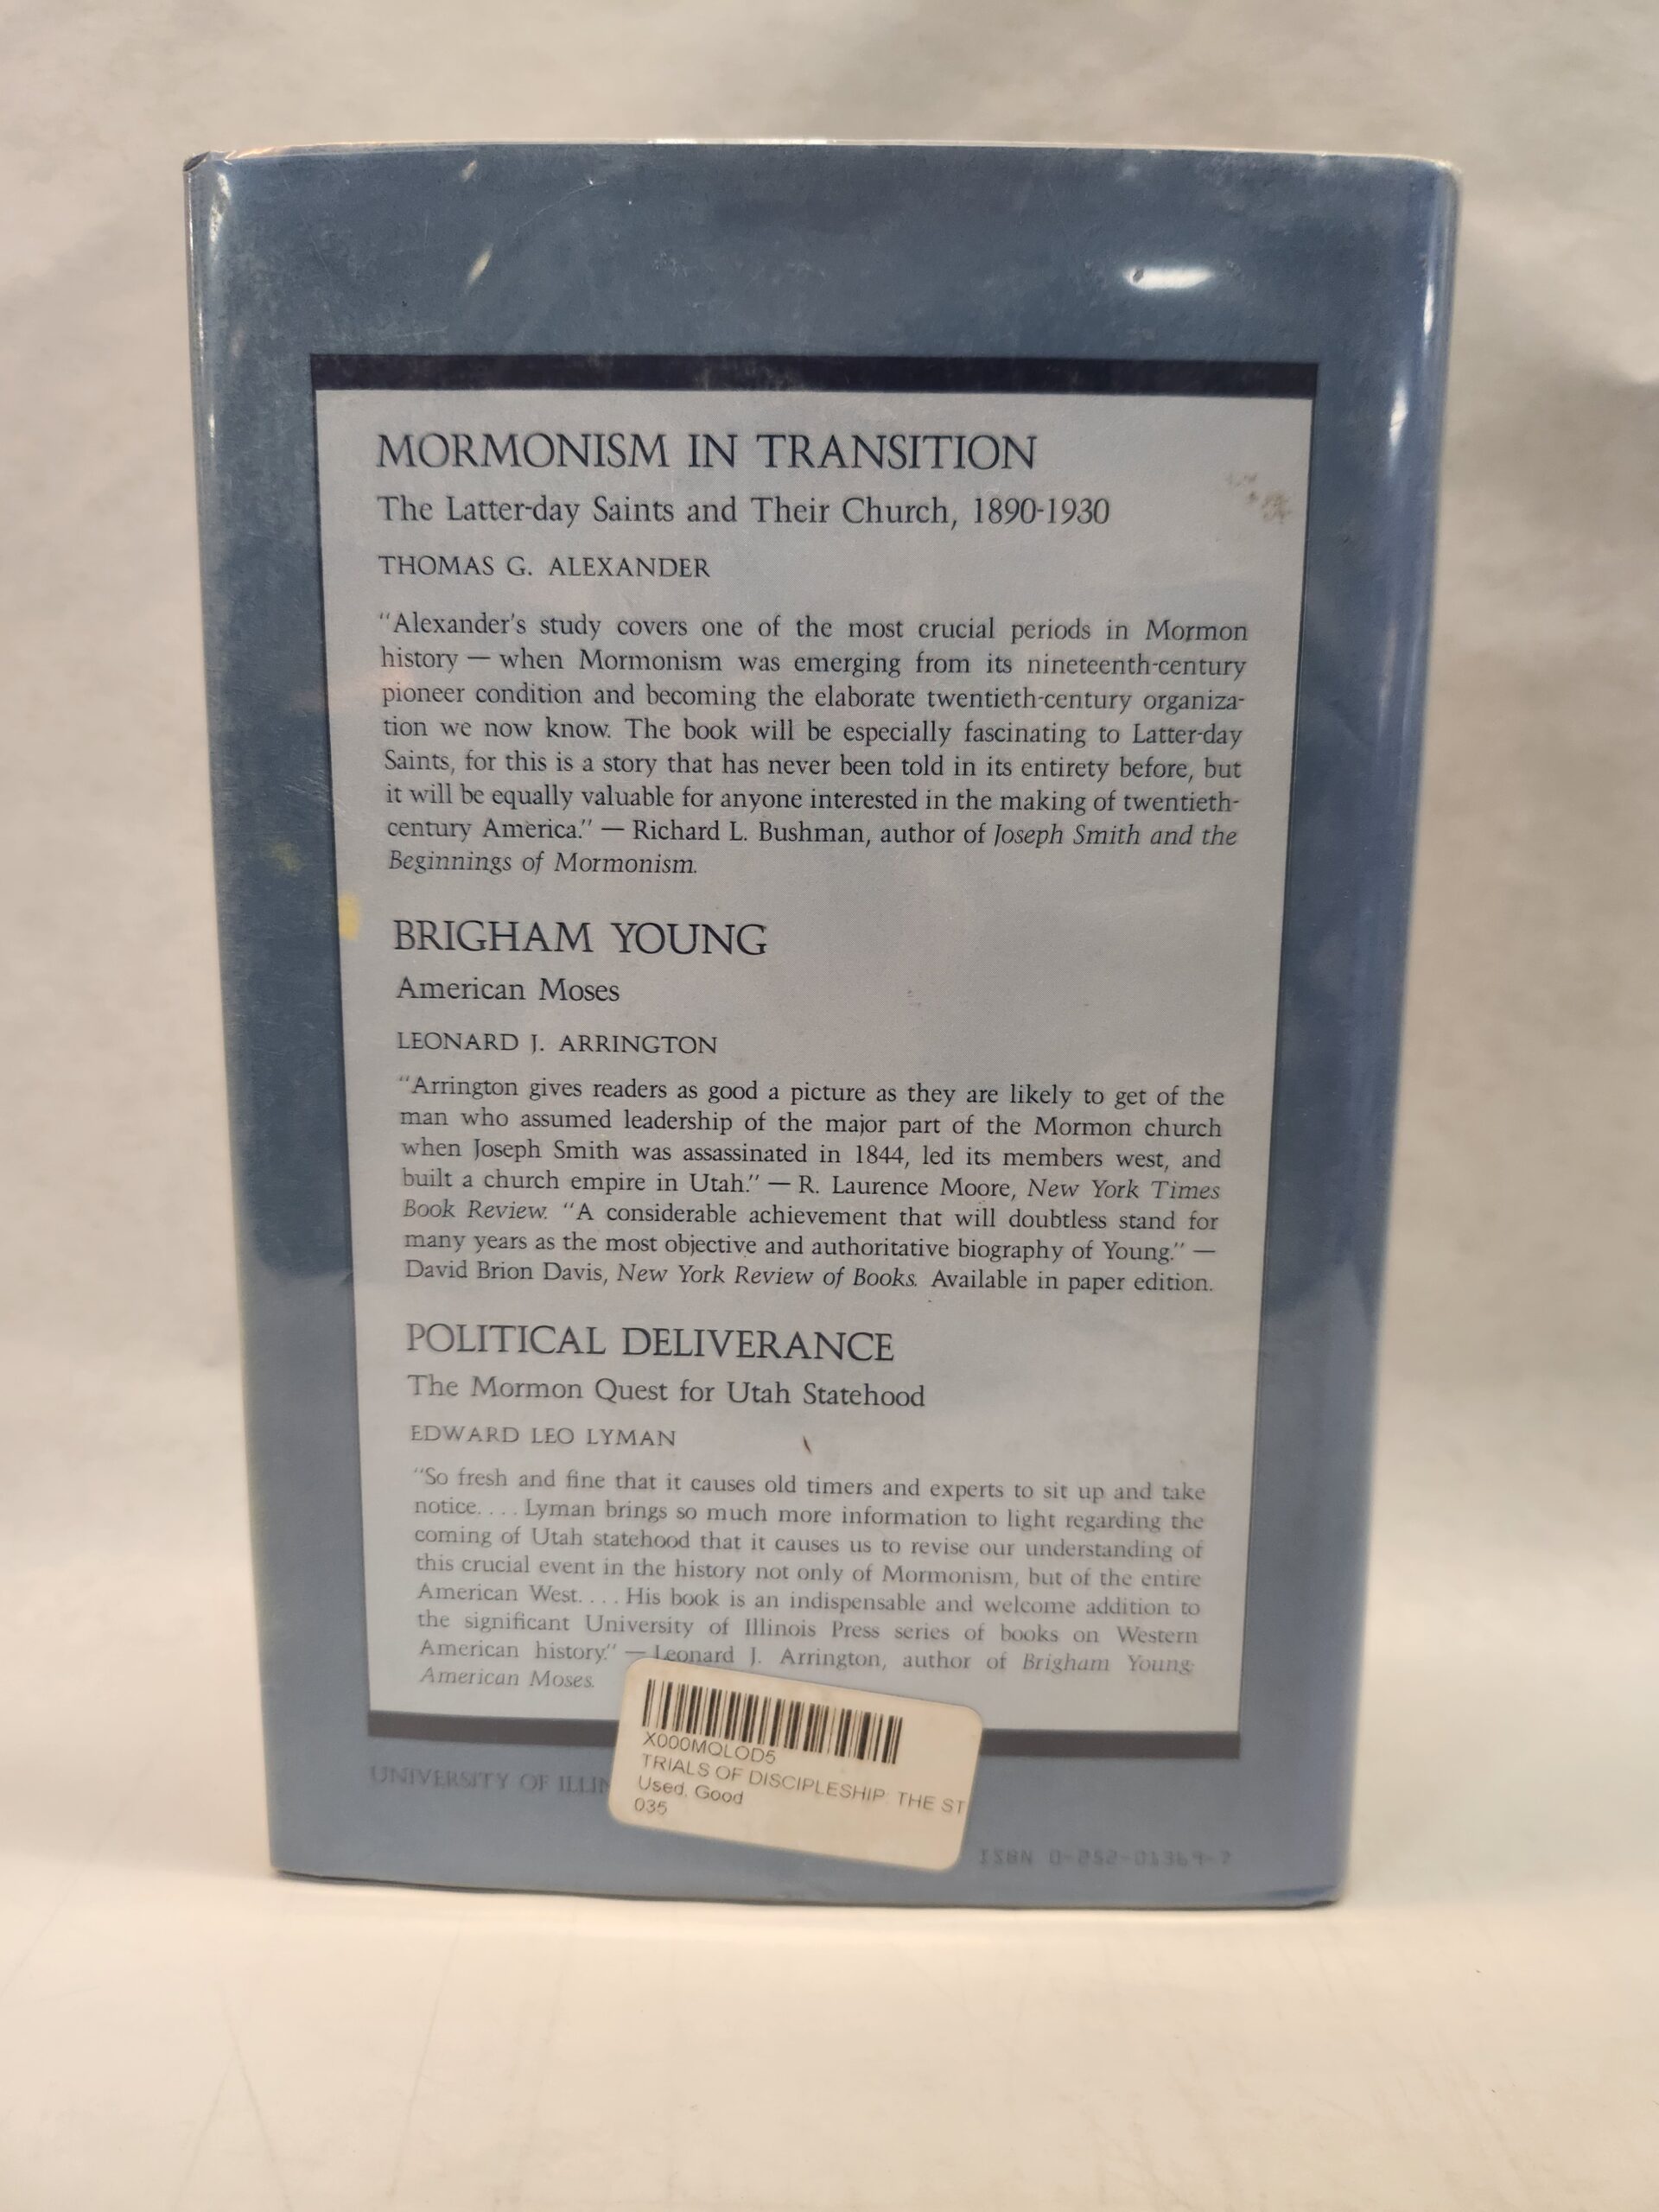 MORMONISM IN TRANSITION
The Latter-day Saints and Their Church, 1890-1930
THOMAS G. ALEXANDER
"Alexander's study covers one of the most crucial periods in Mormon
history — when Mormonism was emerging from its nineteenth-century
pioneer condition and becoming the elaborate twentieth-century organiza-
tion we now know. The book will be especially fascinating to Latter-day
Saints, for this is a story that has never been told in its entirety before, but
it will be equally valuable for anyone interested in the making of twentieth-
century America." — Richard L. Bushman, author of Joseph Smith and the
Beginnings of Mormonism.
BRIGHAM YOUNG
American Moses
LEONARD J. ARRINGTON
"Arrington gives readers as good a picture as they are likely to get of the
man who assumed leadership of the major part of the Mormon church
when Joseph Smith was assassinated in 1844, led its members west, and
built a church empire in Utah." — R. Laurence Moore, New York Times
Book Review. "A considerable achievement that will doubtless stand for
many years as the most objective and authoritative biography of Young." —
David Brion Davis, New York Review of Books. Available in paper edition.
POLITICAL DELIVERANCE
The Mormon Quest for Utah Statehood
EDWARD LEO LYMAN
"So fresh and fine that it causes old timers and experts to sit up and take
notice. . . . Lyman brings so much more information to light regarding the
coming of Utah statehood that it causes us to revise our understanding of
this crucial event in the history not only of Mormonism, but of the entire
American West. . . . His book is an indispensable and welcome addition to
the significant University of Illinois Press series of books on Western
American history." — Leonard J. Arrington, author of Brigham Young:
American Moses.
X000MQLOD5
TRIALS OF DISCIPLESHIP: THE ST
Used, Good
035
UNIVERSITY OF ILLIN
ISBN 0-252-01369-7